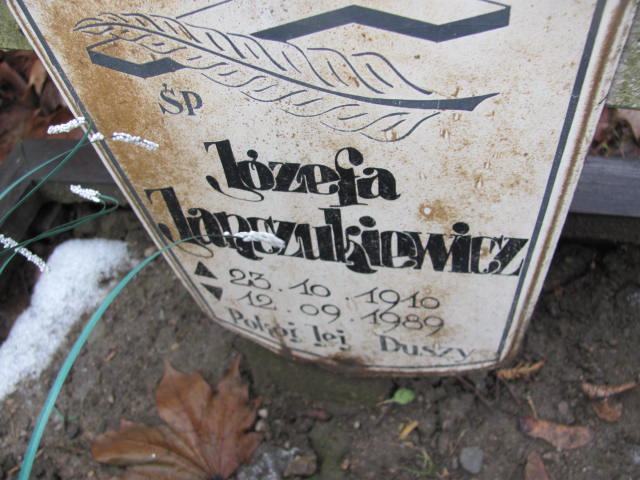 ŚP
Józefa
Janczukiewicz
▲ 23.10.1910
▼ 12.09.1989
Pokój Jej Duszy